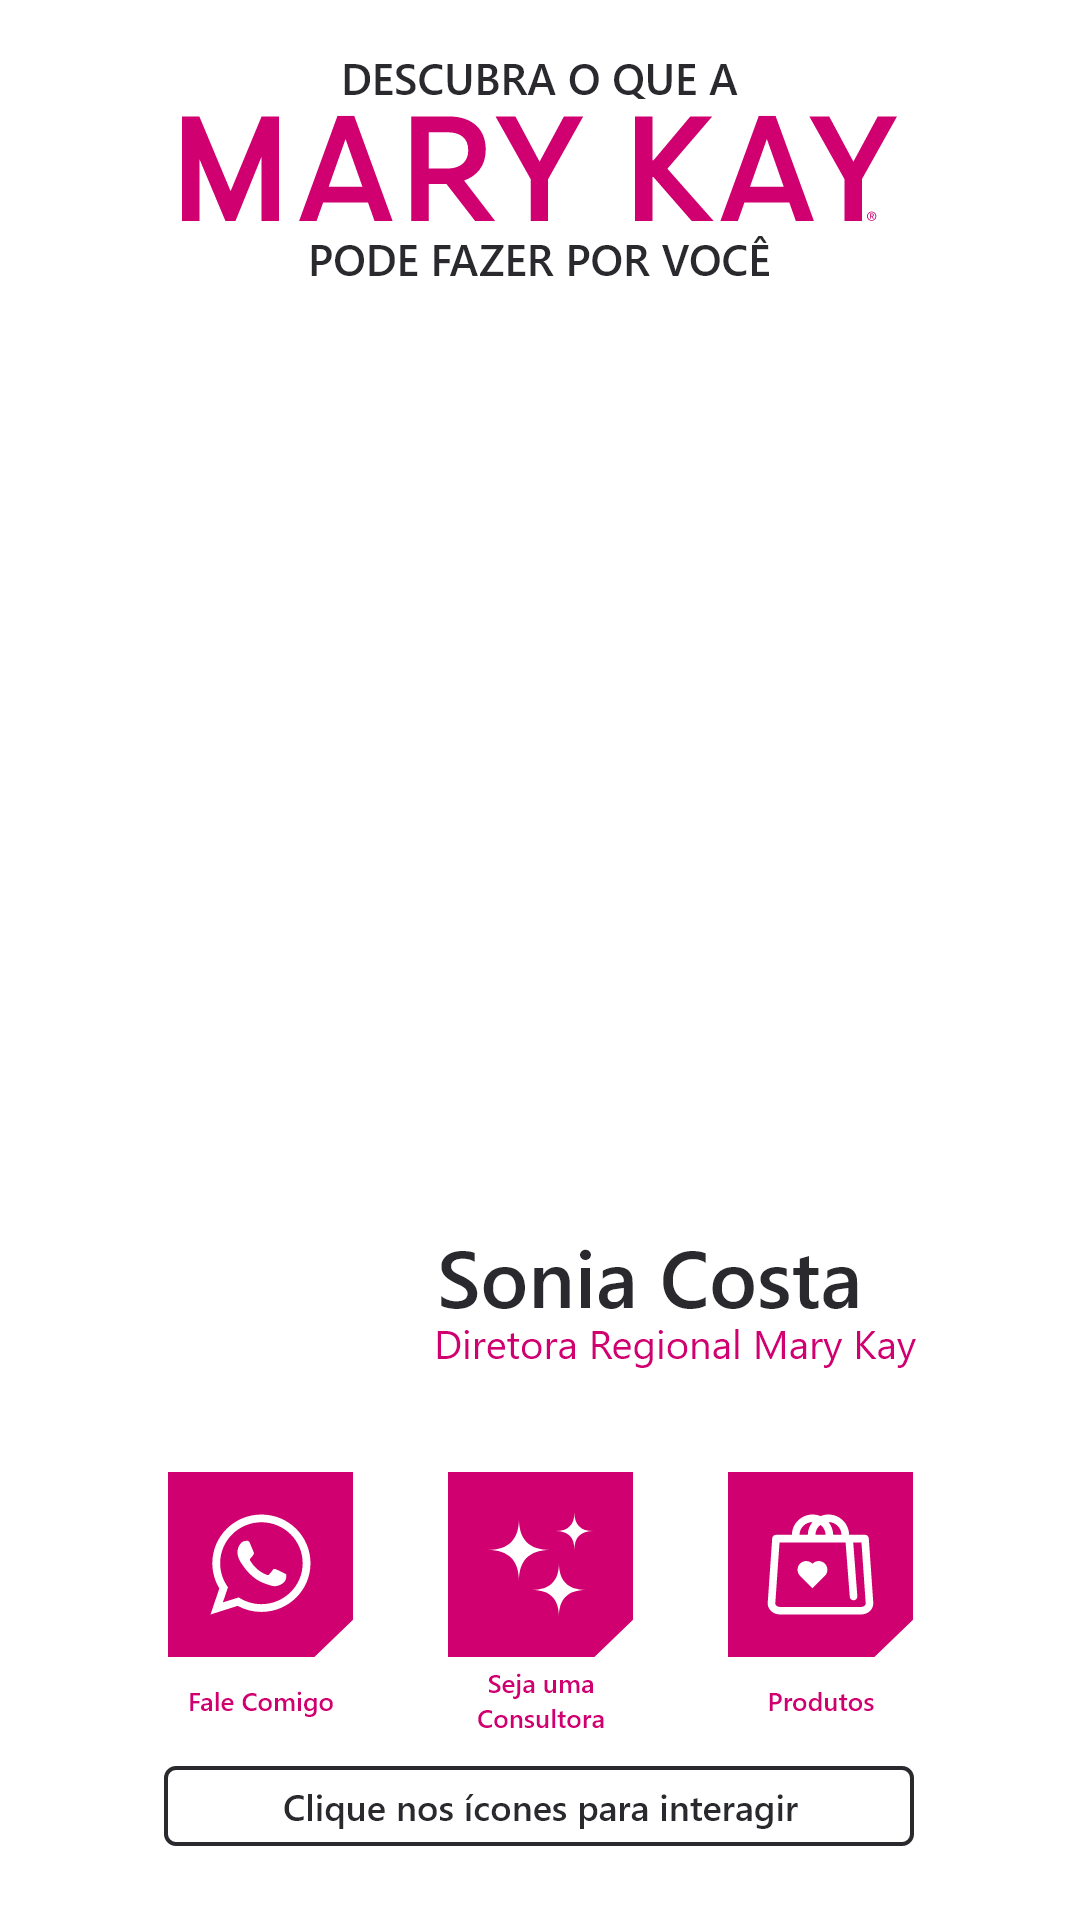 DESCUBRA O QUE A
MARY KAY®
PODE FAZER POR VOCÊ
Sonia Costa
Diretora Regional Mary Kay
Fale Comigo
Seja uma
Consultora
Produtos
Clique nos ícones para interagir